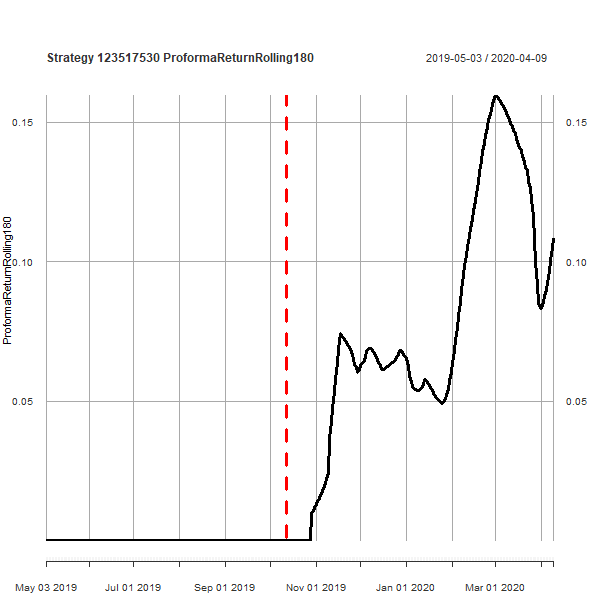 Strategy 123517530 ProformaReturnRolling180
2019-05-03 / 2020-04-09
ProformaReturnRolling180
0.15
0.10
0.05
0.15
0.10
0.05
May 03 2019
Jul 01 2019
Sep 01 2019
Nov 01 2019
Jan 01 2020
Mar 01 2020